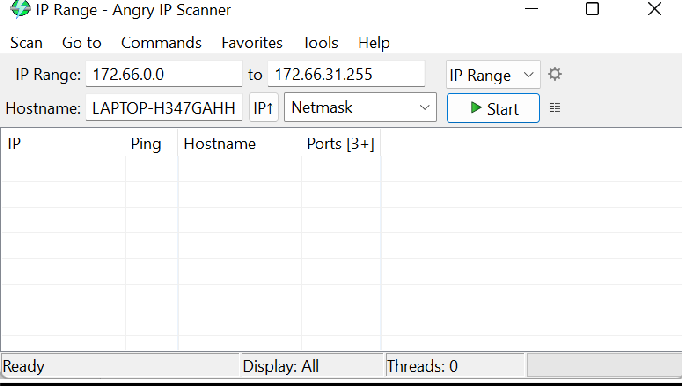 IP Range - Angry IP Scanner
Scan Go to Commands Favorites Tools Help
IP Range: 172.66.0.0 to 172.66.31.255 IP Range
Hostname: LAPTOP-H347GAHH IP↑ Netmask Start
IP Ping Hostname Ports [3+]
Ready Display: All Threads: 0